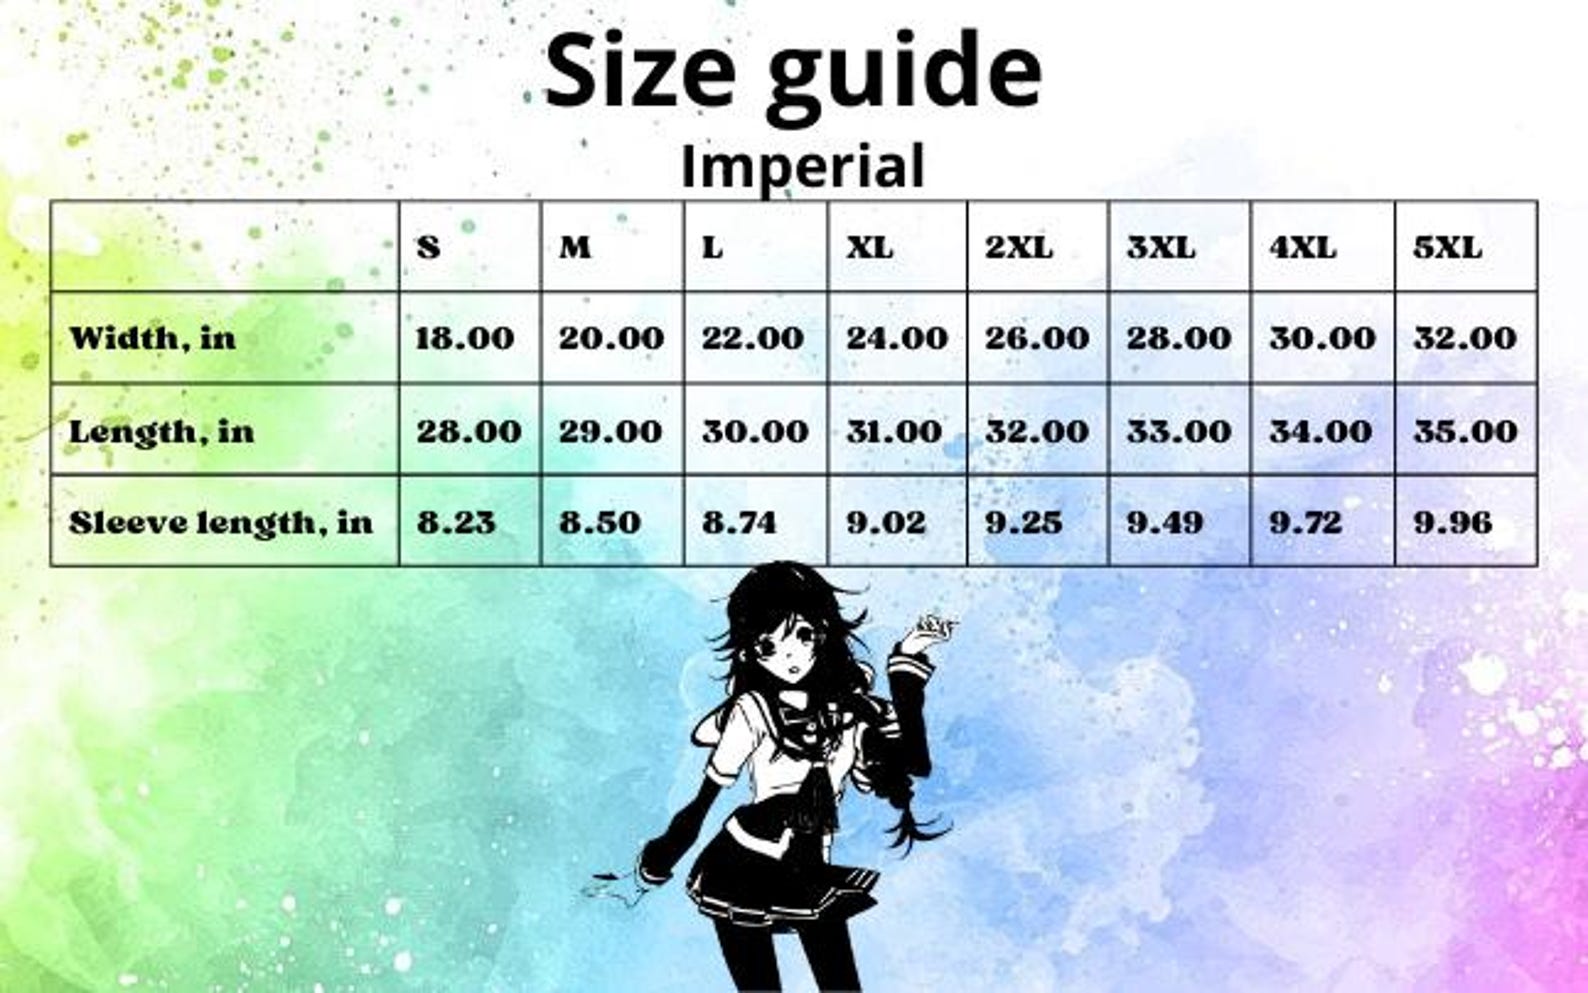 Size guide
Imperial
S M L XL 2XL 3XL 4XL 5XL
Width, in 18.00 20.00 22.00 24.00 26.00 28.00 30.00 32.00
Length, in 28.00 29.00 30.00 31.00 32.00 33.00 34.00 35.00
Sleeve length, in 8.23 8.50 8.74 9.02 9.25 9.49 9.72 9.96